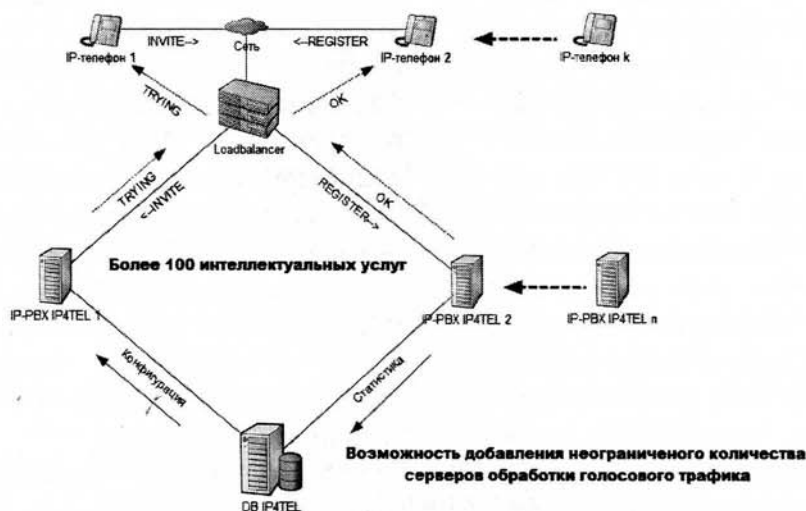 INVITE-->
<--REGISTER
Сеть
IP-телефон 1
IP-телефон 2
IP-телефон k
TRYING
OK
Loadbalancer
TRYING
<--INVITE
REGISTER-->
OK
Более 100 интеллектуальных услуг
IP-PBX IP4TEL 1
IP-PBX IP4TEL 2
IP-PBX IP4TEL n
Конфигурация
Статистика
Возможность добавления неограниченого количества
серверов обработки голосового трафика
DB IP4TEL